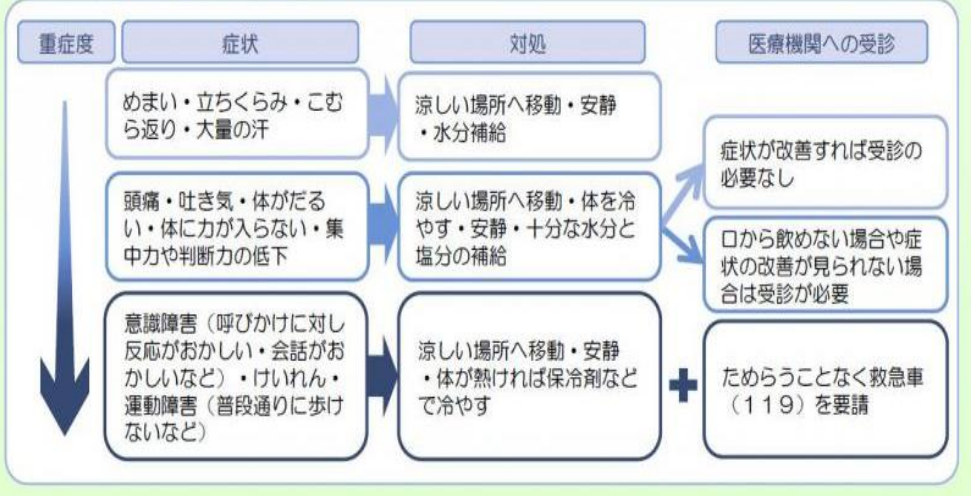 重症度
症状
対処
医療機関への受診
めまい・立ちくらみ・こむ
ら返り・大量の汗
涼しい場所へ移動・安静
・水分補給
頭痛・吐き気・体がだる
い・体に力が入らない・集
中力や判断力の低下
涼しい場所へ移動・体を冷
やす・安静・十分な水分と
塩分の補給
症状が改善すれば受診の
必要なし
口から飲めない場合や症
状の改善が見られない場
合は受診が必要
意識障害（呼びかけに対し
反応がおかしい・会話がお
かしいなど）・けいれん・
運動障害（普段通りに歩け
ないなど）
涼しい場所へ移動・安静
・体が熱ければ保冷剤など
で冷やす
+
ためらうことなく救急車
（１１９）を要請